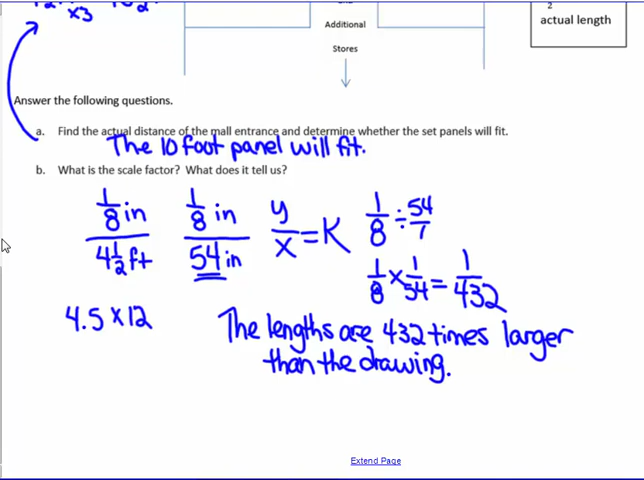 x3
2
actual length
Additional
Stores
Answer the following questions.
a. Find the actual distance of the mall entrance and determine whether the set panels will fit.
The 10 foot panel will fit.
b. What is the scale factor? What does it tell us?
1/8 in / 4 1/2 ft
1/8 in / 54 in
y/x = K
1/8 ÷ 54/1
1/8 x 1/54 = 1/432
4.5 x 12
The lengths are 432 times larger
than the drawing.
Extend Page